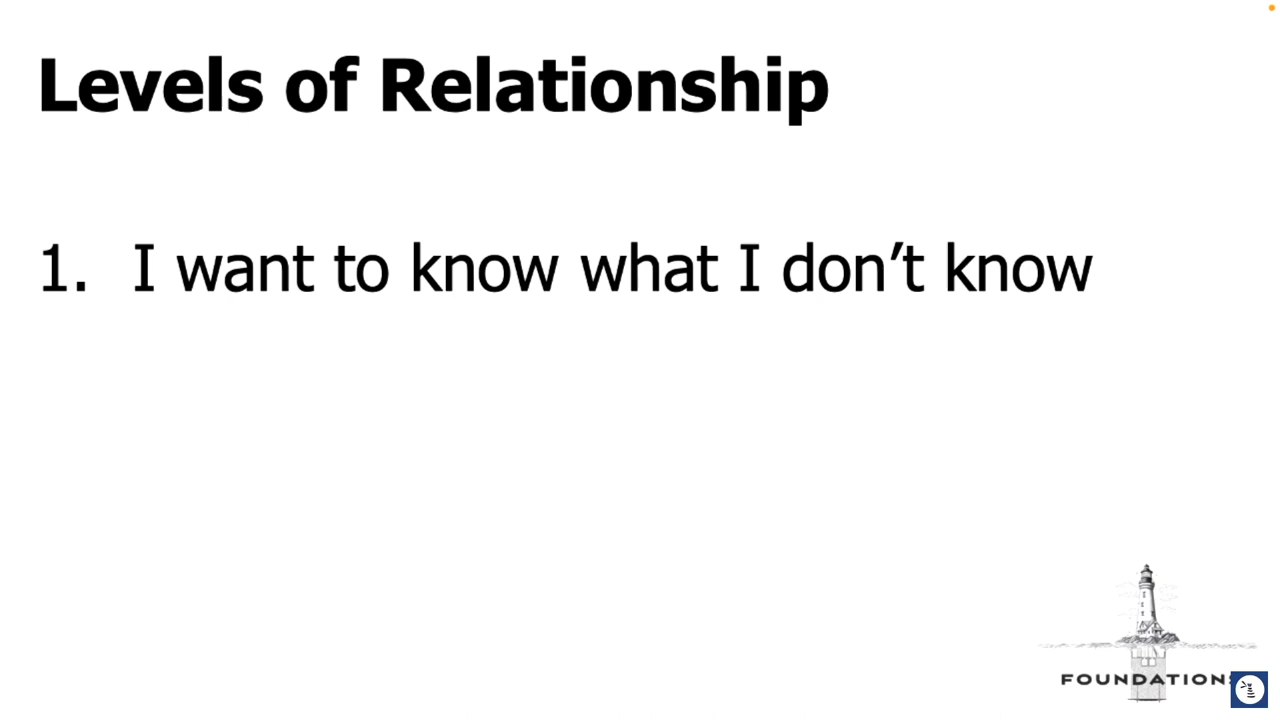 Levels of Relationship
1. I want to know what I don’t know
FOUNDATIONS